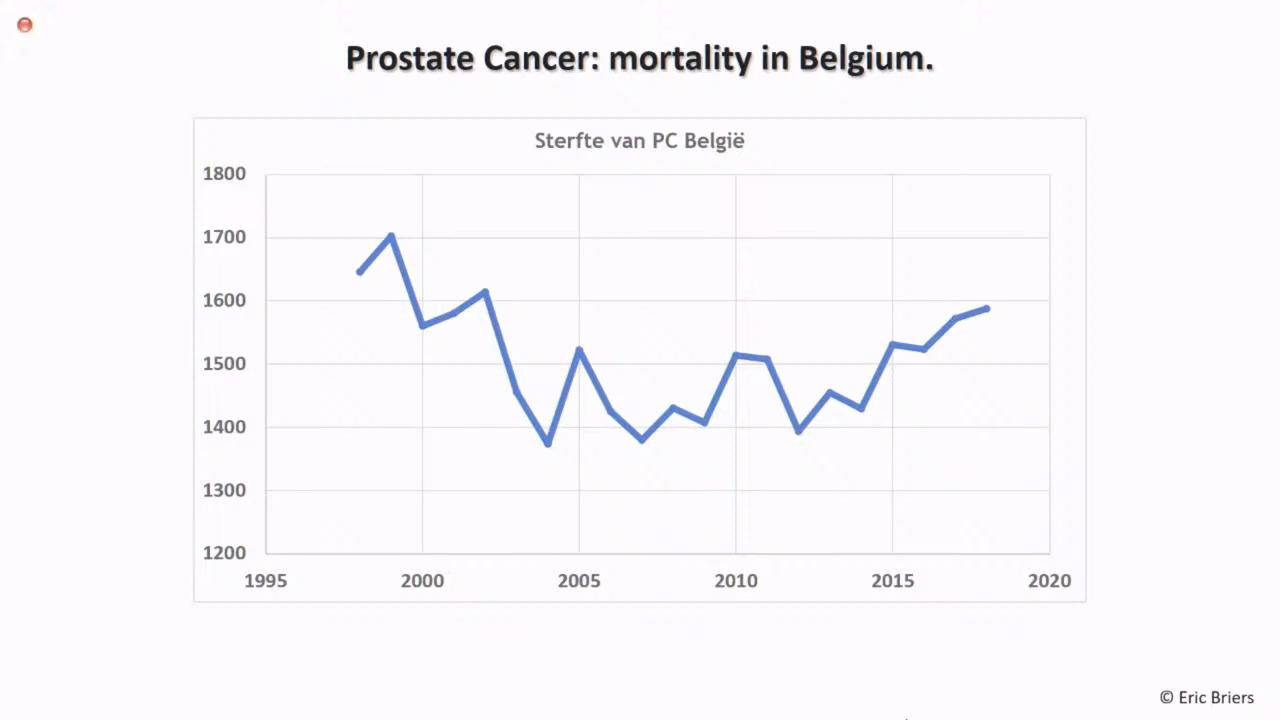 Prostate Cancer: mortality in Belgium.
Sterfte van PC België
1800
1700
1600
1500
1400
1300
1200
1995 2000 2005 2010 2015 2020
© Eric Briers